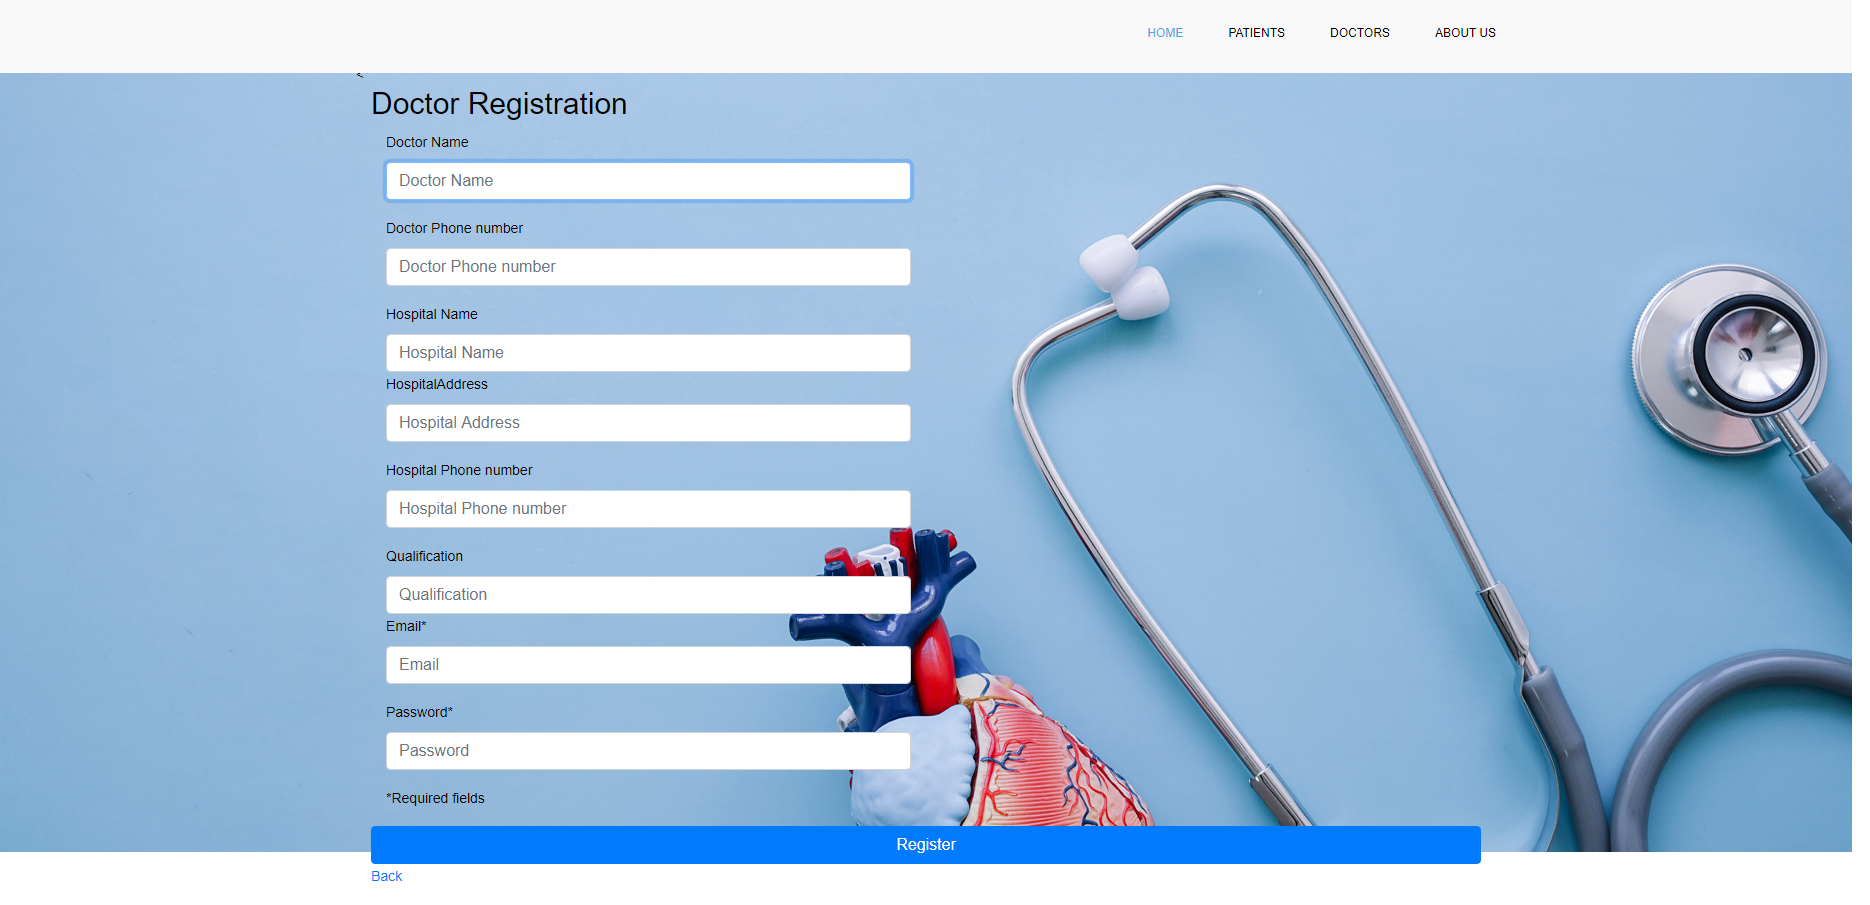 HOME PATIENTS DOCTORS ABOUT US
<
Doctor Registration
Doctor Name
Doctor Name
Doctor Phone number
Doctor Phone number
Hospital Name
Hospital Name
HospitalAddress
Hospital Address
Hospital Phone number
Hospital Phone number
Qualification
Qualification
Email*
Email
Password*
Password
*Required fields
Register
Back